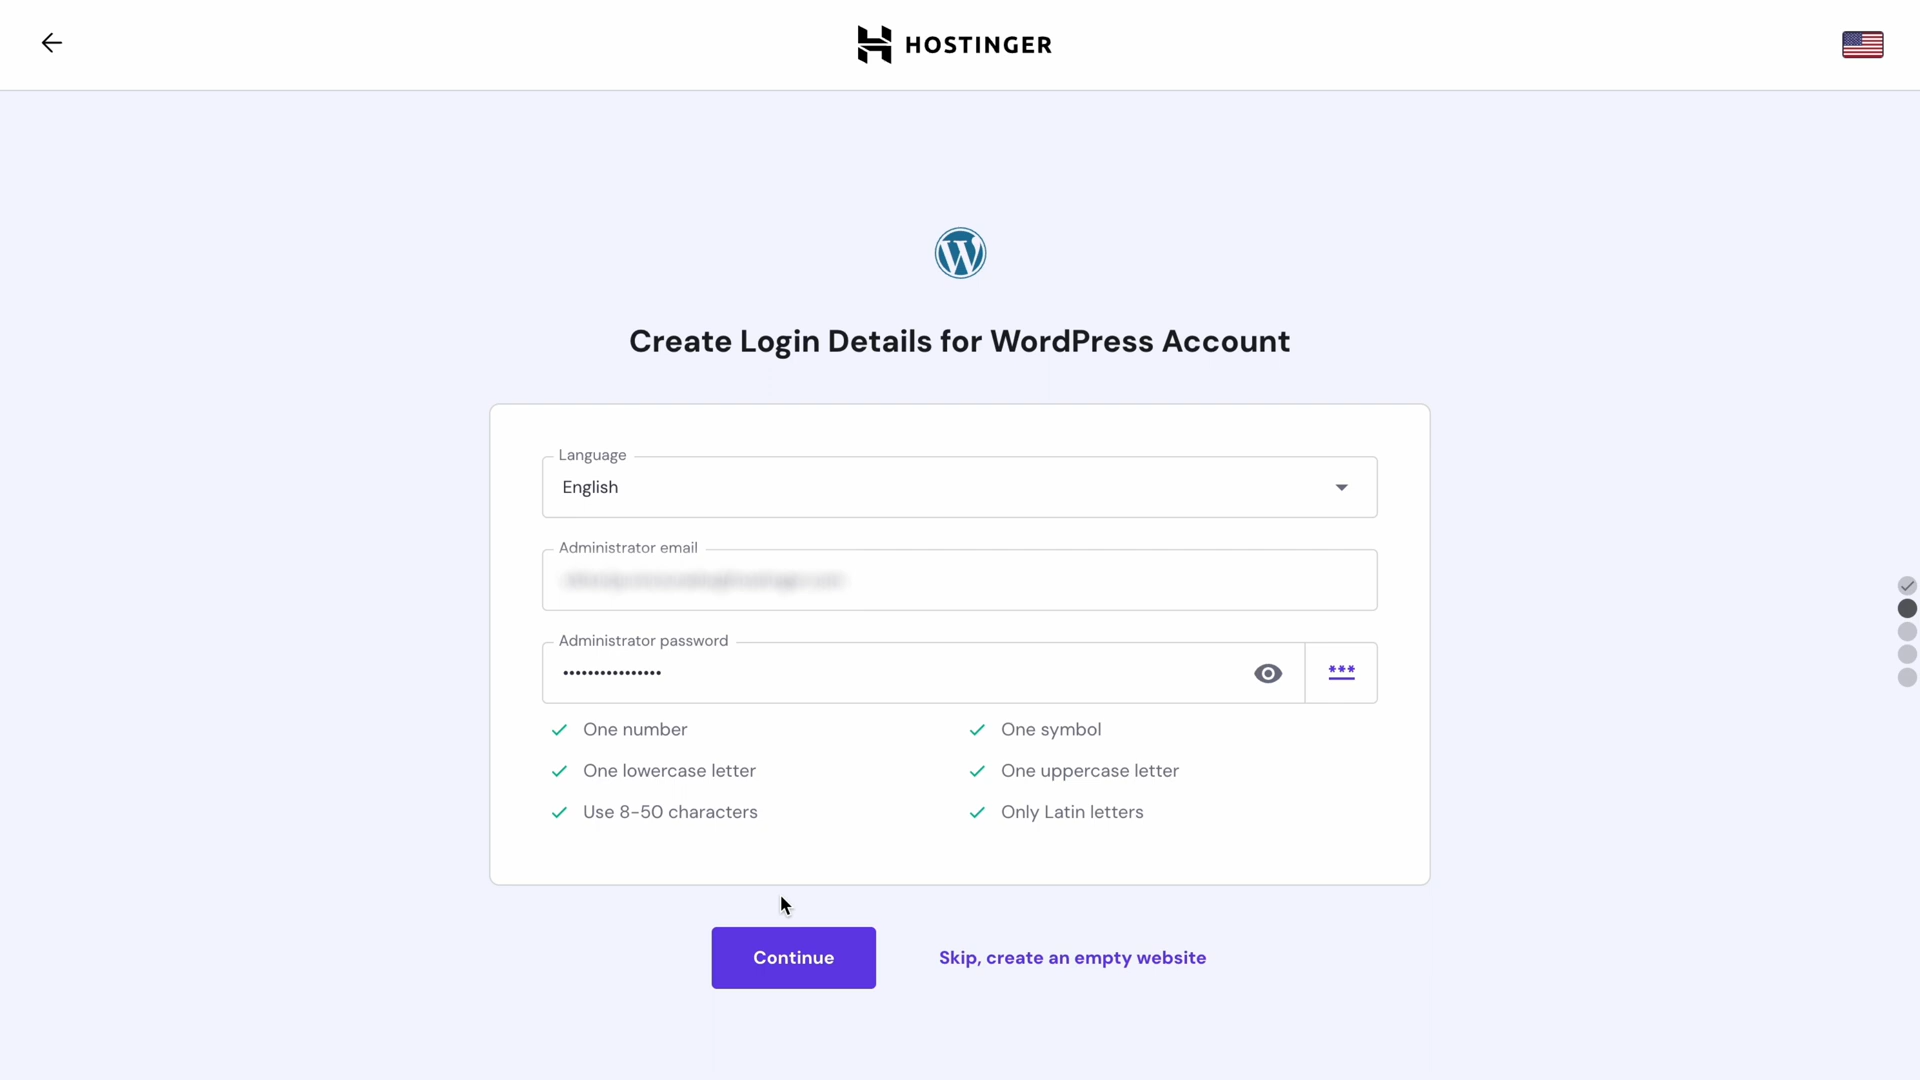 HOSTINGER
Create Login Details for WordPress Account
Language
English
Administrator email
Administrator password
••••••••••••••••
***
One number
One symbol
One lowercase letter
One uppercase letter
Use 8-50 characters
Only Latin letters
Continue
Skip, create an empty website